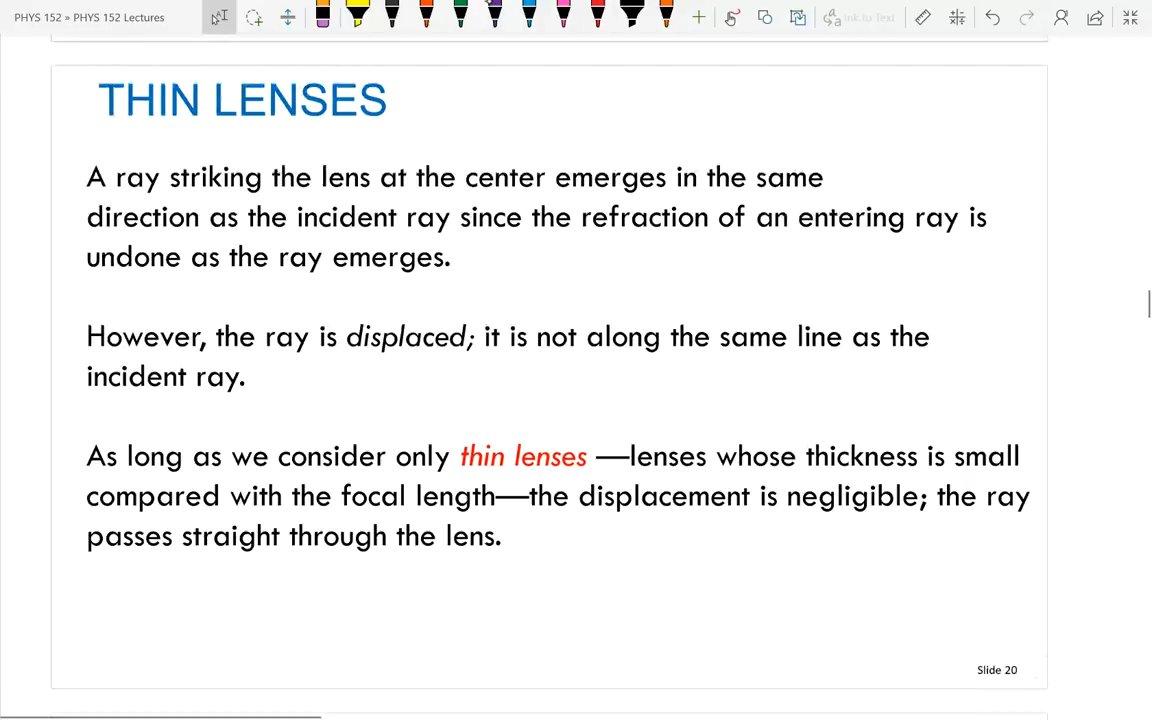 PHYS 152 » PHYS 152 Lectures
Link to Text
THIN LENSES
A ray striking the lens at the center emerges in the same
direction as the incident ray since the refraction of an entering ray is
undone as the ray emerges.
However, the ray is displaced; it is not along the same line as the
incident ray.
As long as we consider only thin lenses —lenses whose thickness is small
compared with the focal length—the displacement is negligible; the ray
passes straight through the lens.
Slide 20